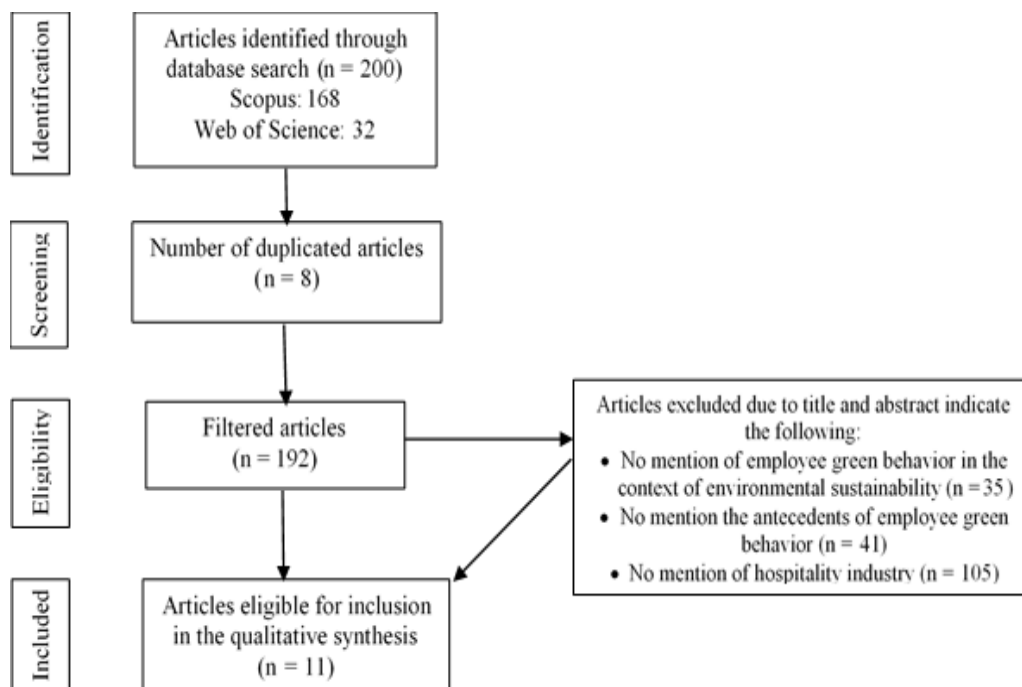 Identification
Articles identified through
database search (n = 200)
Scopus: 168
Web of Science: 32
Screening
Number of duplicated articles
(n = 8)
Eligibility
Filtered articles
(n = 192)
Articles excluded due to title and abstract indicate
the following:
• No mention of employee green behavior in the
context of environmental sustainability (n = 35)
• No mention the antecedents of employee green
behavior (n = 41)
• No mention of hospitality industry (n = 105)
Included
Articles eligible for inclusion
in the qualitative synthesis
(n = 11)